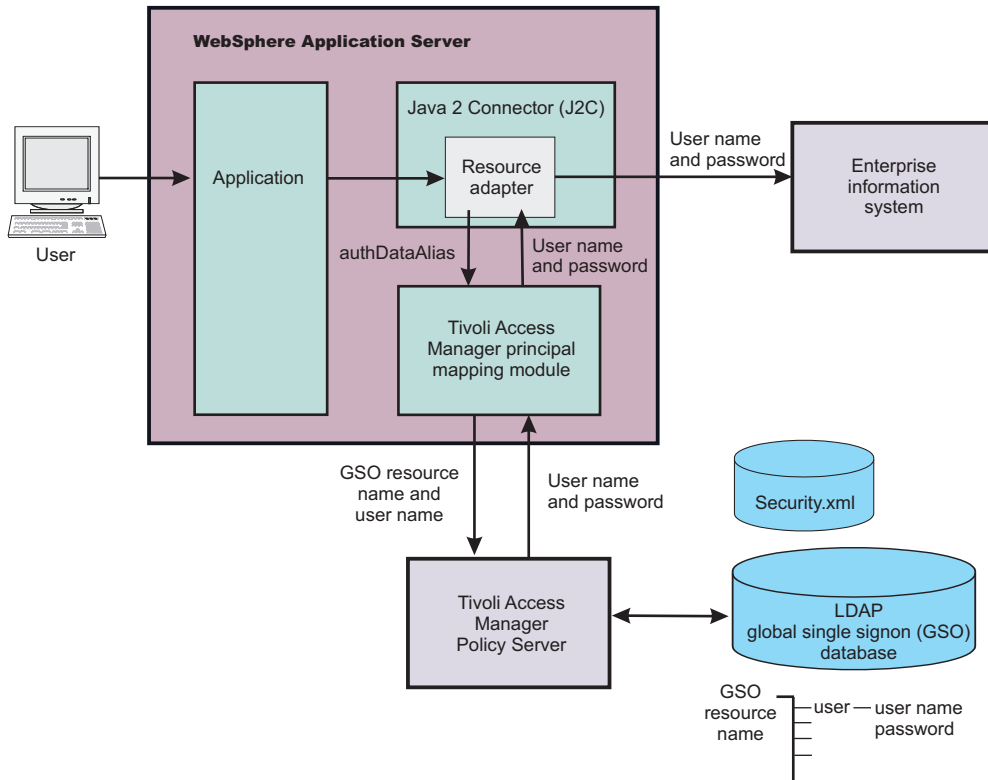 WebSphere Application Server
Java 2 Connector (J2C)
User name
and password
Resource
adapter
Application
Enterprise
information
system
User
authDataAlias
User name
and password
Tivoli Access
Manager principal
mapping module
GSO resource
name and
user name
User name
and password
Security.xml
Tivoli Access
Manager
Policy Server
LDAP
global single signon (GSO)
database
GSO
resource
name
user
user name
password